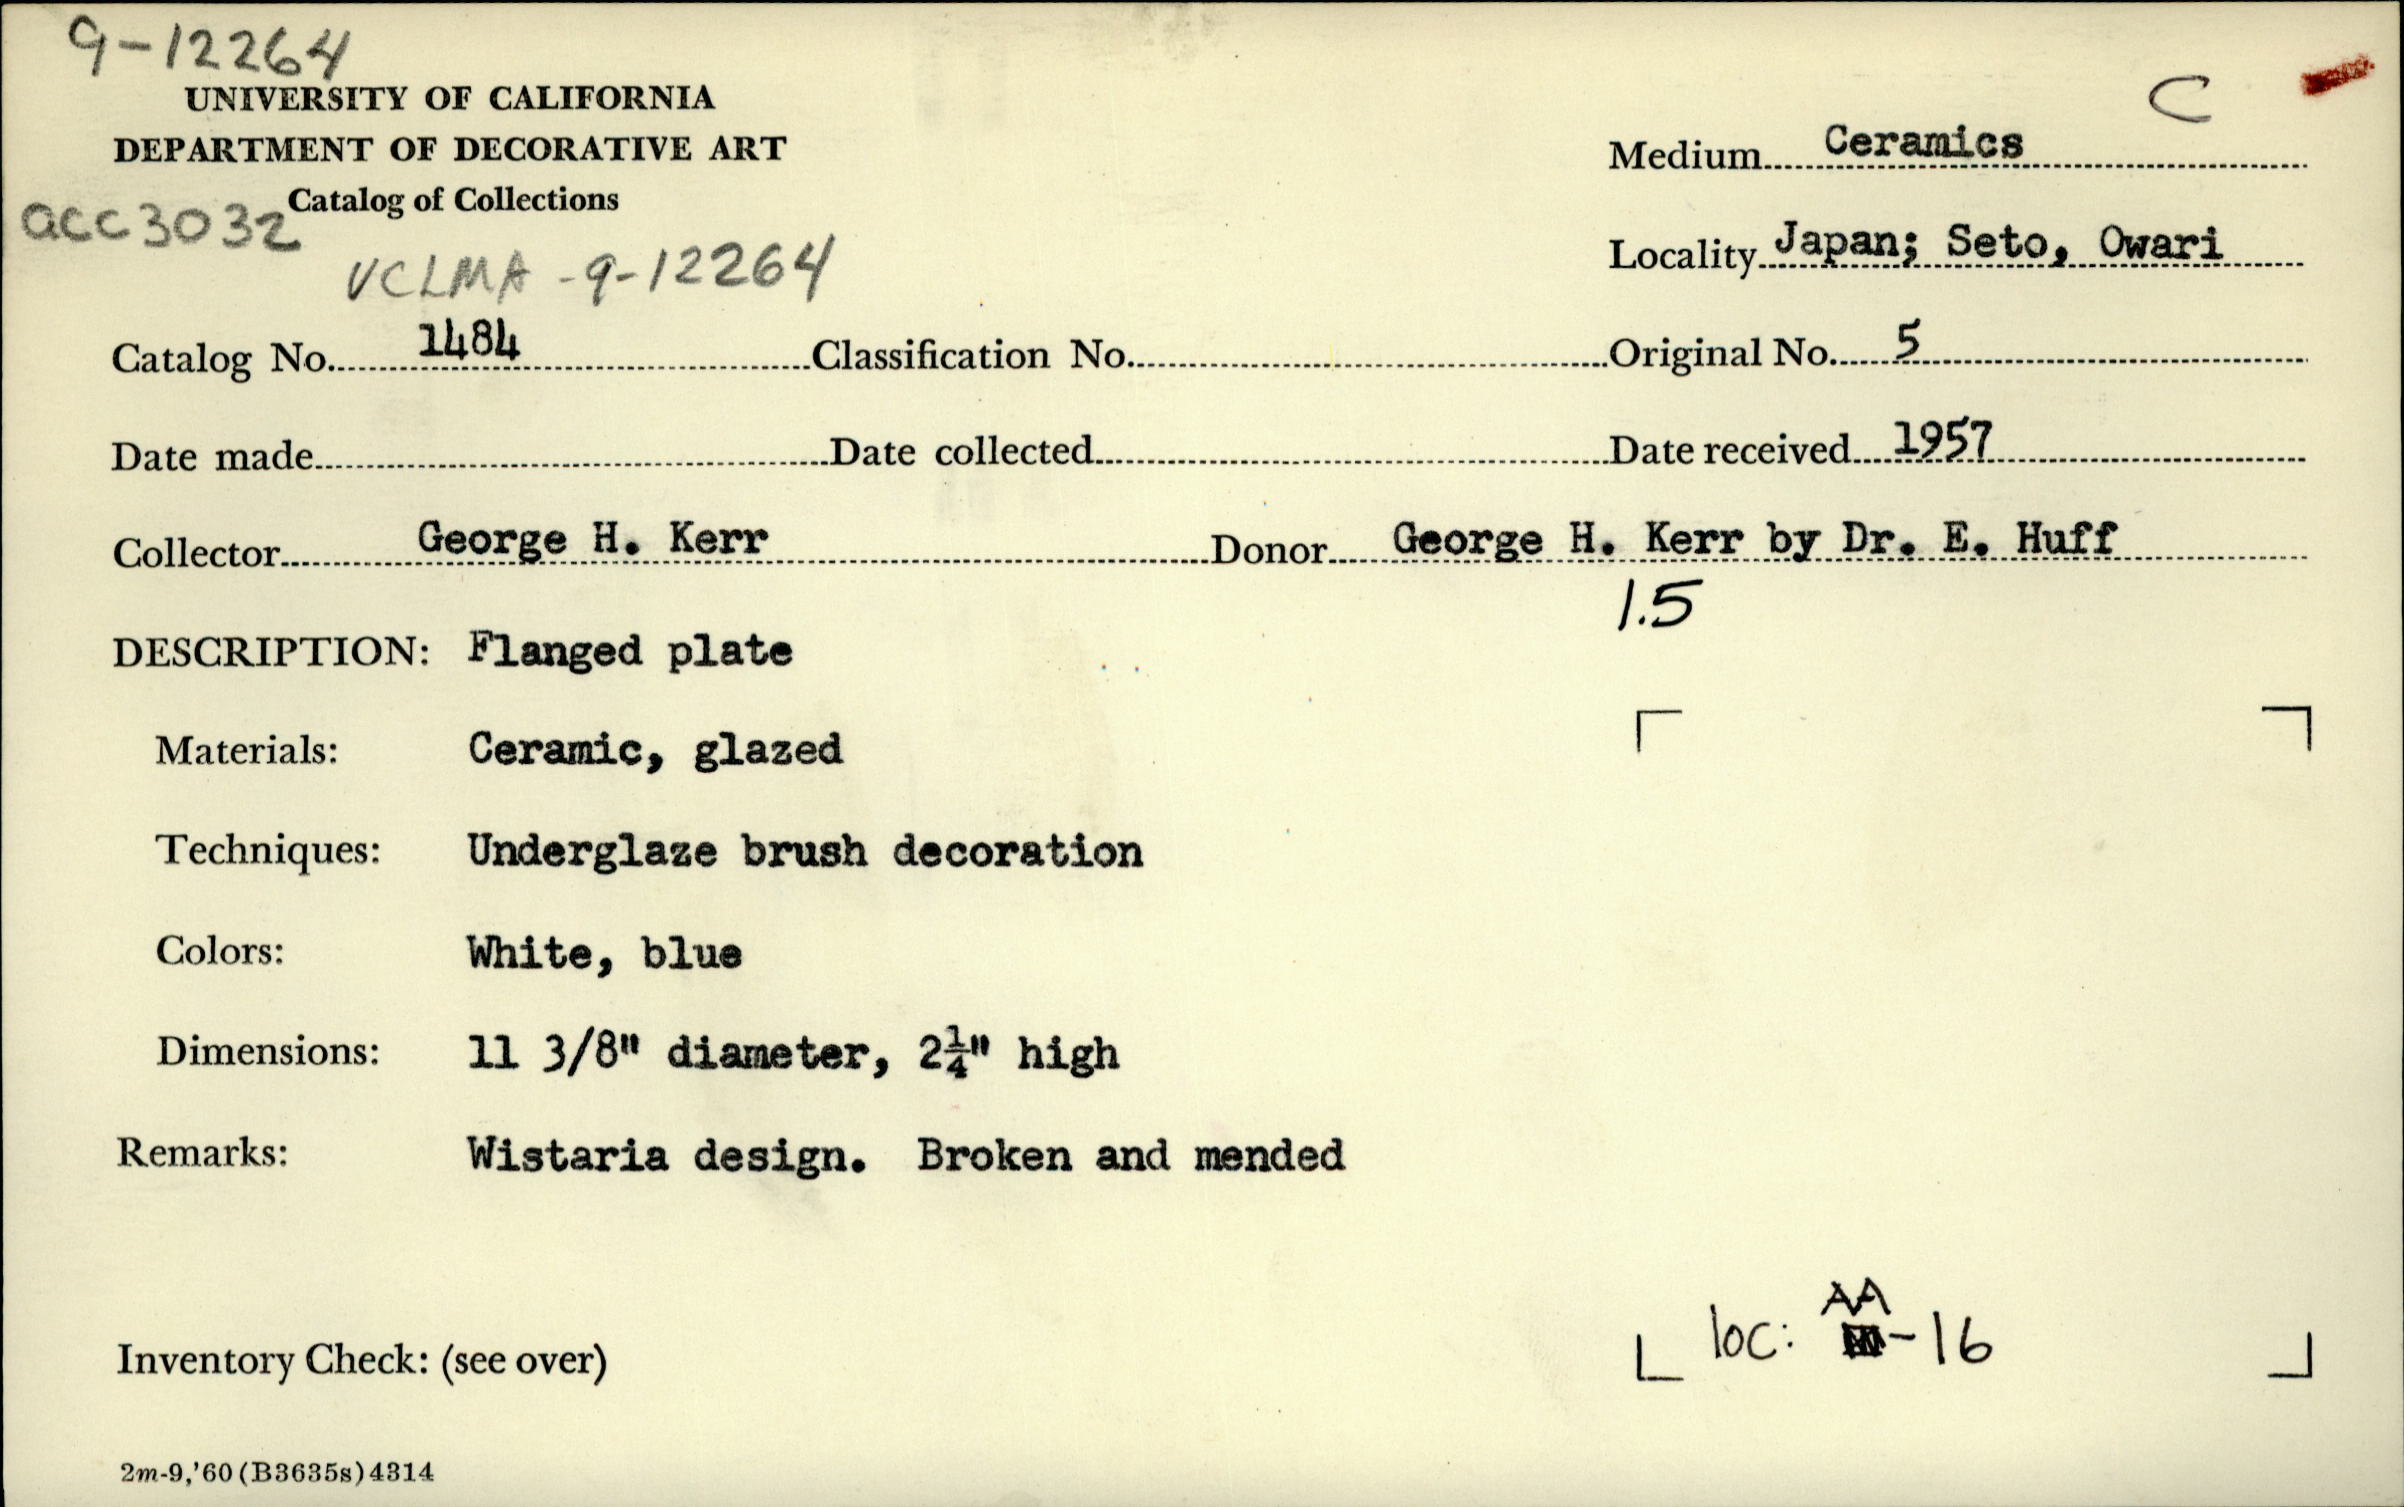 9-12264
UNIVERSITY OF CALIFORNIA
DEPARTMENT OF DECORATIVE ART
Catalog of Collections
acc 3032
UCLMA -9-12264
C
Medium Ceramics
Locality Japan; Seto, Owari
Catalog No. 1484 Classification No. Original No. 5
Date made Date collected Date received 1957
Collector George H. Kerr Donor George H. Kerr by Dr. E. Huff
1.5
DESCRIPTION: Flanged plate
Materials: Ceramic, glazed
Techniques: Underglaze brush decoration
Colors: White, blue
Dimensions: 11 3/8" diameter, 2¼" high
Remarks: Wistaria design. Broken and mended
AA
loc: -16
Inventory Check: (see over)
2m-9,'60(B3635s)4314